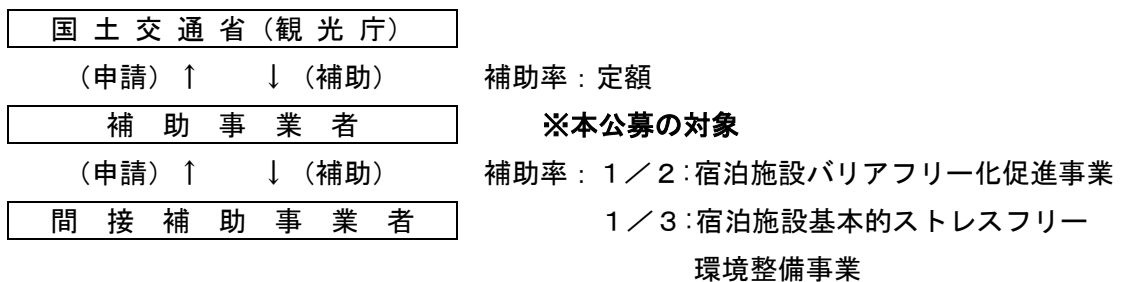 国 土 交 通 省（観 光 庁）
（申請）↑　　↓（補助）　　補助率：定額
補　助　事　業　者　　※本公募の対象
（申請）↑　　↓（補助）　　補助率：１／２：宿泊施設バリアフリー化促進事業
間　接　補　助　事　業　者　　１／３：宿泊施設基本的ストレスフリー
環境整備事業